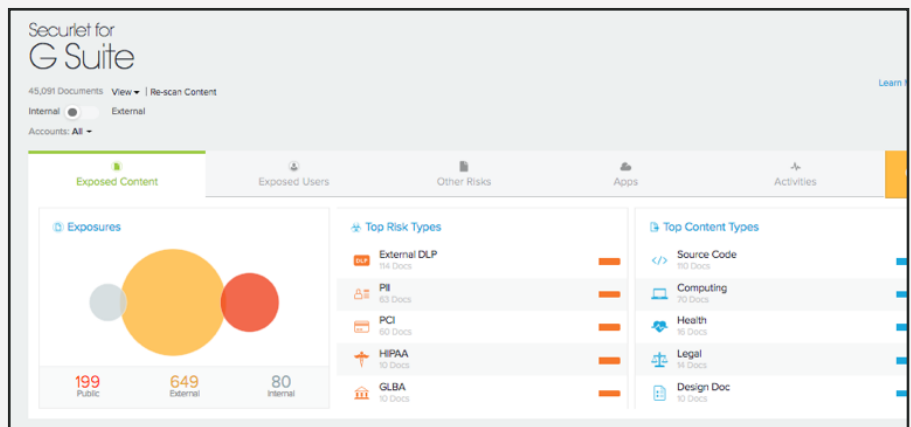 Securlet for
G Suite
45,091 Documents View | Re-scan Content
Learn
Internal External
Accounts: All
Exposed Content Exposed Users Other Risks Apps Activities
Exposures
199 Public
649 External
80 Internal
Top Risk Types
DLP
External DLP
114 Docs
PII
63 Docs
PCI
60 Docs
HIPAA
10 Docs
GLBA
10 Docs
Top Content Types
</>
Source Code
110 Docs
Computing
70 Docs
Health
16 Docs
Legal
14 Docs
Design Doc
10 Docs